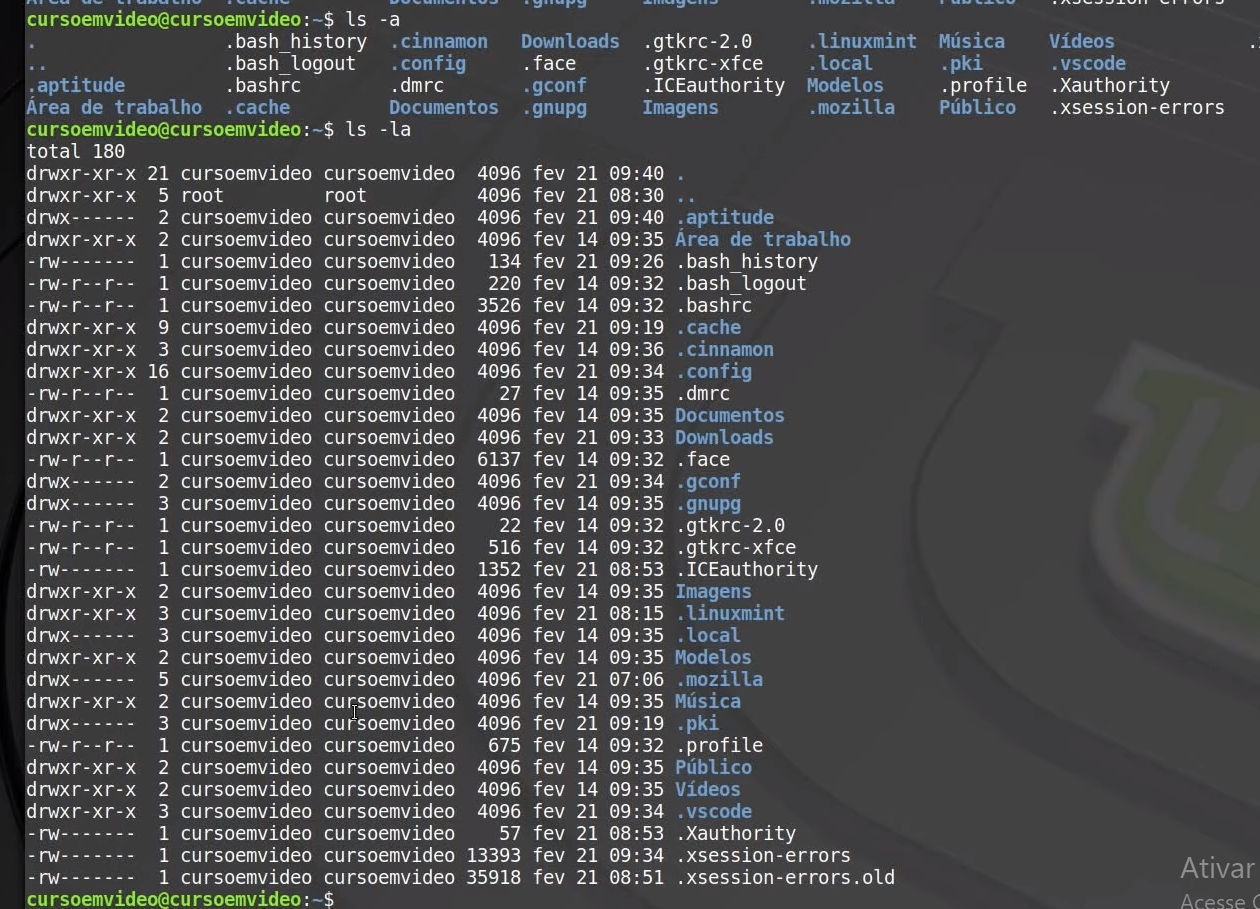 Área de trabalho .cache Documentos .gnupg Imagens .mozilla Público .xsession-errors
cursoemvideo@cursoemvideo:~$ ls -a
. .bash_history .cinnamon Downloads .gtkrc-2.0 .linuxmint Música Vídeos
.. .bash_logout .config .face .gtkrc-xfce .local .pki .vscode
.aptitude .bashrc .dmrc .gconf .ICEauthority Modelos .profile .Xauthority
Área de trabalho .cache Documentos .gnupg Imagens .mozilla Público .xsession-errors
cursoemvideo@cursoemvideo:~$ ls -la
total 180
drwxr-xr-x 21 cursoemvideo cursoemvideo 4096 fev 21 09:40 .
drwxr-xr-x 5 root root 4096 fev 21 08:30 ..
drwx------ 2 cursoemvideo cursoemvideo 4096 fev 21 09:40 .aptitude
drwxr-xr-x 2 cursoemvideo cursoemvideo 4096 fev 14 09:35 Área de trabalho
-rw------- 1 cursoemvideo cursoemvideo 134 fev 21 09:26 .bash_history
-rw-r--r-- 1 cursoemvideo cursoemvideo 220 fev 14 09:32 .bash_logout
-rw-r--r-- 1 cursoemvideo cursoemvideo 3526 fev 14 09:32 .bashrc
drwxr-xr-x 9 cursoemvideo cursoemvideo 4096 fev 21 09:19 .cache
drwxr-xr-x 3 cursoemvideo cursoemvideo 4096 fev 14 09:36 .cinnamon
drwxr-xr-x 16 cursoemvideo cursoemvideo 4096 fev 21 09:34 .config
-rw-r--r-- 1 cursoemvideo cursoemvideo 27 fev 14 09:35 .dmrc
drwxr-xr-x 2 cursoemvideo cursoemvideo 4096 fev 14 09:35 Documentos
drwxr-xr-x 2 cursoemvideo cursoemvideo 4096 fev 21 09:33 Downloads
-rw-r--r-- 1 cursoemvideo cursoemvideo 6137 fev 14 09:32 .face
drwx------ 2 cursoemvideo cursoemvideo 4096 fev 21 09:34 .gconf
drwx------ 3 cursoemvideo cursoemvideo 4096 fev 14 09:35 .gnupg
-rw-r--r-- 1 cursoemvideo cursoemvideo 22 fev 14 09:32 .gtkrc-2.0
-rw-r--r-- 1 cursoemvideo cursoemvideo 516 fev 14 09:32 .gtkrc-xfce
-rw------- 1 cursoemvideo cursoemvideo 1352 fev 21 08:53 .ICEauthority
drwxr-xr-x 2 cursoemvideo cursoemvideo 4096 fev 14 09:35 Imagens
drwxr-xr-x 3 cursoemvideo cursoemvideo 4096 fev 21 08:15 .linuxmint
drwx------ 3 cursoemvideo cursoemvideo 4096 fev 14 09:35 .local
drwxr-xr-x 2 cursoemvideo cursoemvideo 4096 fev 14 09:35 Modelos
drwx------ 5 cursoemvideo cursoemvideo 4096 fev 21 07:06 .mozilla
drwxr-xr-x 2 cursoemvideo cursoemvideo 4096 fev 14 09:35 Música
drwx------ 3 cursoemvideo cursoemvideo 4096 fev 21 09:19 .pki
-rw-r--r-- 1 cursoemvideo cursoemvideo 675 fev 14 09:32 .profile
drwxr-xr-x 2 cursoemvideo cursoemvideo 4096 fev 14 09:35 Público
drwxr-xr-x 2 cursoemvideo cursoemvideo 4096 fev 14 09:35 Vídeos
drwxr-xr-x 3 cursoemvideo cursoemvideo 4096 fev 21 09:34 .vscode
-rw------- 1 cursoemvideo cursoemvideo 57 fev 21 08:53 .Xauthority
-rw------- 1 cursoemvideo cursoemvideo 13393 fev 21 09:34 .xsession-errors
-rw------- 1 cursoemvideo cursoemvideo 35918 fev 21 08:51 .xsession-errors.old
cursoemvideo@cursoemvideo:~$
Ativar
Acesse